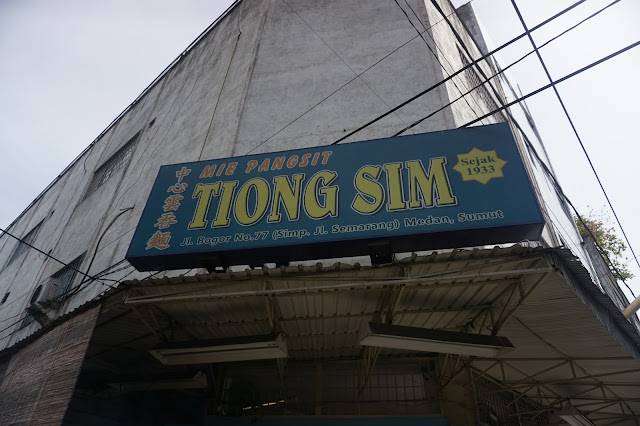 中心雲吞麵
MIE PANGSIT
TIONG SIM
Sejak
1933
Jl. Bogor No.77 (Simp. Jl. Semarang) Medan, Sumut